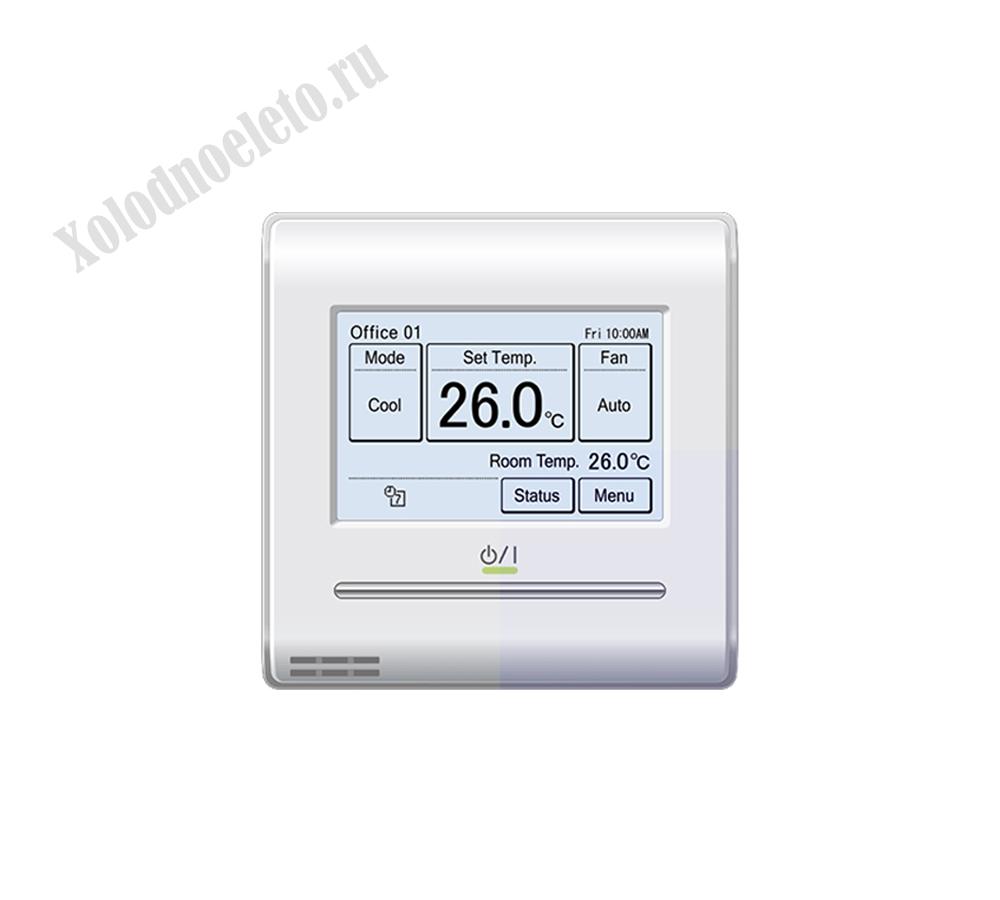 Xolodnoeleto.ru
Office 01 Fri 10:00AM
Mode Set Temp. Fan
Cool 26.0°C Auto
Room Temp. 26.0°C
7 Status Menu